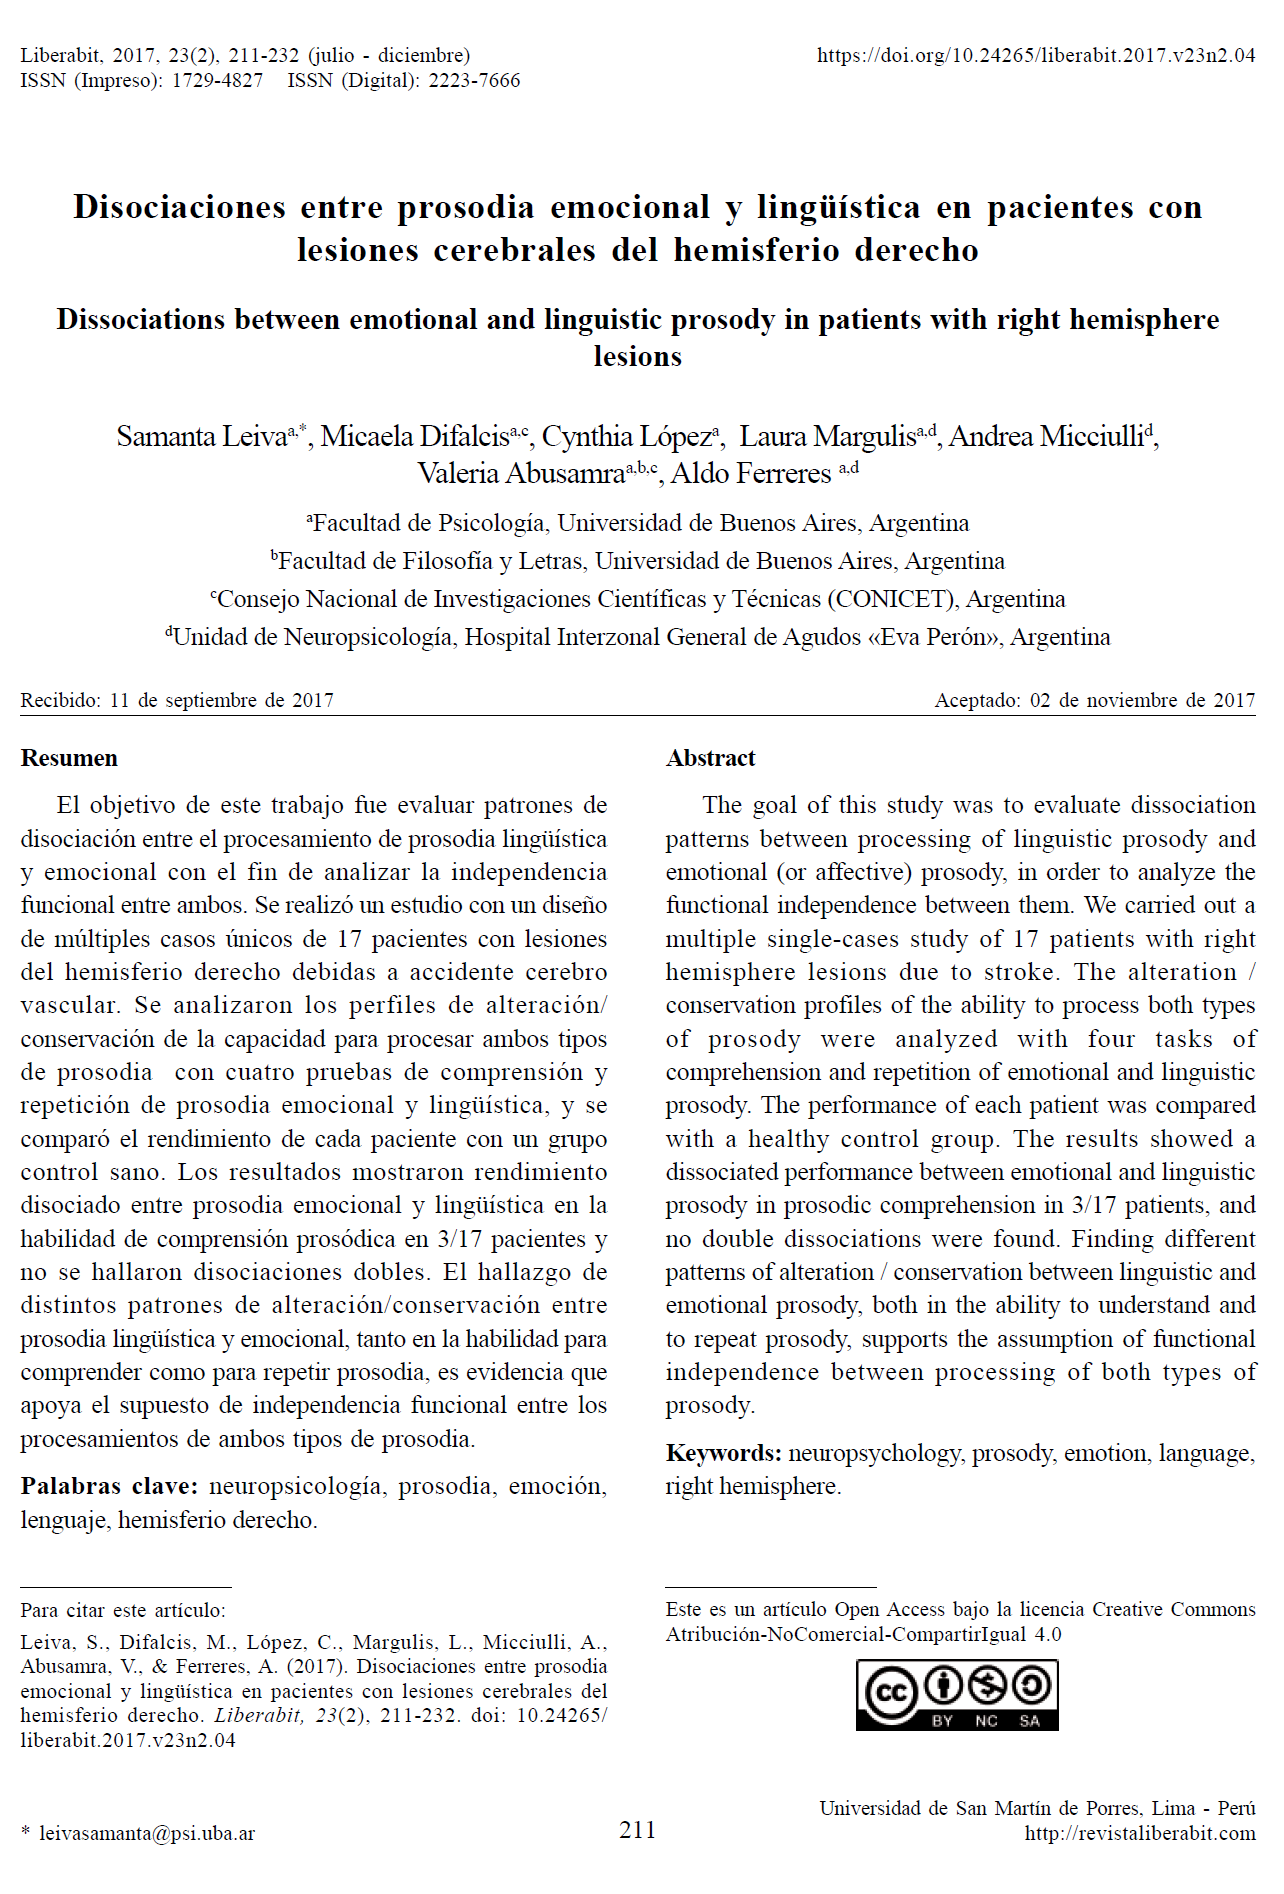 Liberabit, 2017, 23(2), 211-232 (julio - diciembre)
https://doi.org/10.24265/liberabit.2017.v23n2.04
ISSN (Impreso): 1729-4827 ISSN (Digital): 2223-7666
Disociaciones entre prosodia emocional y lingüística en pacientes con
lesiones cerebrales del hemisferio derecho
Dissociations between emotional and linguistic prosody in patients with right hemisphere
lesions
Samanta Leivaa,*, Micaela Difalcisa,c, Cynthia Lópeza, Laura Margulisa,d, Andrea Micciullid,
Valeria Abusamraa,b,c, Aldo Ferreres a,d
aFacultad de Psicología, Universidad de Buenos Aires, Argentina
bFacultad de Filosofía y Letras, Universidad de Buenos Aires, Argentina
cConsejo Nacional de Investigaciones Científicas y Técnicas (CONICET), Argentina
dUnidad de Neuropsicología, Hospital Interzonal General de Agudos «Eva Perón», Argentina
Recibido: 11 de septiembre de 2017
Aceptado: 02 de noviembre de 2017
Resumen
El objetivo de este trabajo fue evaluar patrones de
disociación entre el procesamiento de prosodia lingüística
y emocional con el fin de analizar la independencia
funcional entre ambos. Se realizó un estudio con un diseño
de múltiples casos únicos de 17 pacientes con lesiones
del hemisferio derecho debidas a accidente cerebro
vascular. Se analizaron los perfiles de alteración/
conservación de la capacidad para procesar ambos tipos
de prosodia con cuatro pruebas de comprensión y
repetición de prosodia emocional y lingüística, y se
comparó el rendimiento de cada paciente con un grupo
control sano. Los resultados mostraron rendimiento
disociado entre prosodia emocional y lingüística en la
habilidad de comprensión prosódica en 3/17 pacientes y
no se hallaron disociaciones dobles. El hallazgo de
distintos patrones de alteración/conservación entre
prosodia lingüística y emocional, tanto en la habilidad para
comprender como para repetir prosodia, es evidencia que
apoya el supuesto de independencia funcional entre los
procesamientos de ambos tipos de prosodia.
Palabras clave: neuropsicología, prosodia, emoción,
lenguaje, hemisferio derecho.
Abstract
The goal of this study was to evaluate dissociation
patterns between processing of linguistic prosody and
emotional (or affective) prosody, in order to analyze the
functional independence between them. We carried out a
multiple single-cases study of 17 patients with right
hemisphere lesions due to stroke. The alteration /
conservation profiles of the ability to process both types
of prosody were analyzed with four tasks of
comprehension and repetition of emotional and linguistic
prosody. The performance of each patient was compared
with a healthy control group. The results showed a
dissociated performance between emotional and linguistic
prosody in prosodic comprehension in 3/17 patients, and
no double dissociations were found. Finding different
patterns of alteration / conservation between linguistic and
emotional prosody, both in the ability to understand and
to repeat prosody, supports the assumption of functional
independence between processing of both types of
prosody.
Keywords: neuropsychology, prosody, emotion, language,
right hemisphere.
Para citar este artículo:
Leiva, S., Difalcis, M., López, C., Margulis, L., Micciulli, A.,
Abusamra, V., & Ferreres, A. (2017). Disociaciones entre prosodia
emocional y lingüística en pacientes con lesiones cerebrales del
hemisferio derecho. Liberabit, 23(2), 211-232. doi: 10.24265/
liberabit.2017.v23n2.04
Este es un artículo Open Access bajo la licencia Creative Commons
Atribución-NoComercial-CompartirIgual 4.0
cc
BY NC SA
* leivasamanta@psi.uba.ar
211
Universidad de San Martín de Porres, Lima - Perú
http://revistaliberabit.com